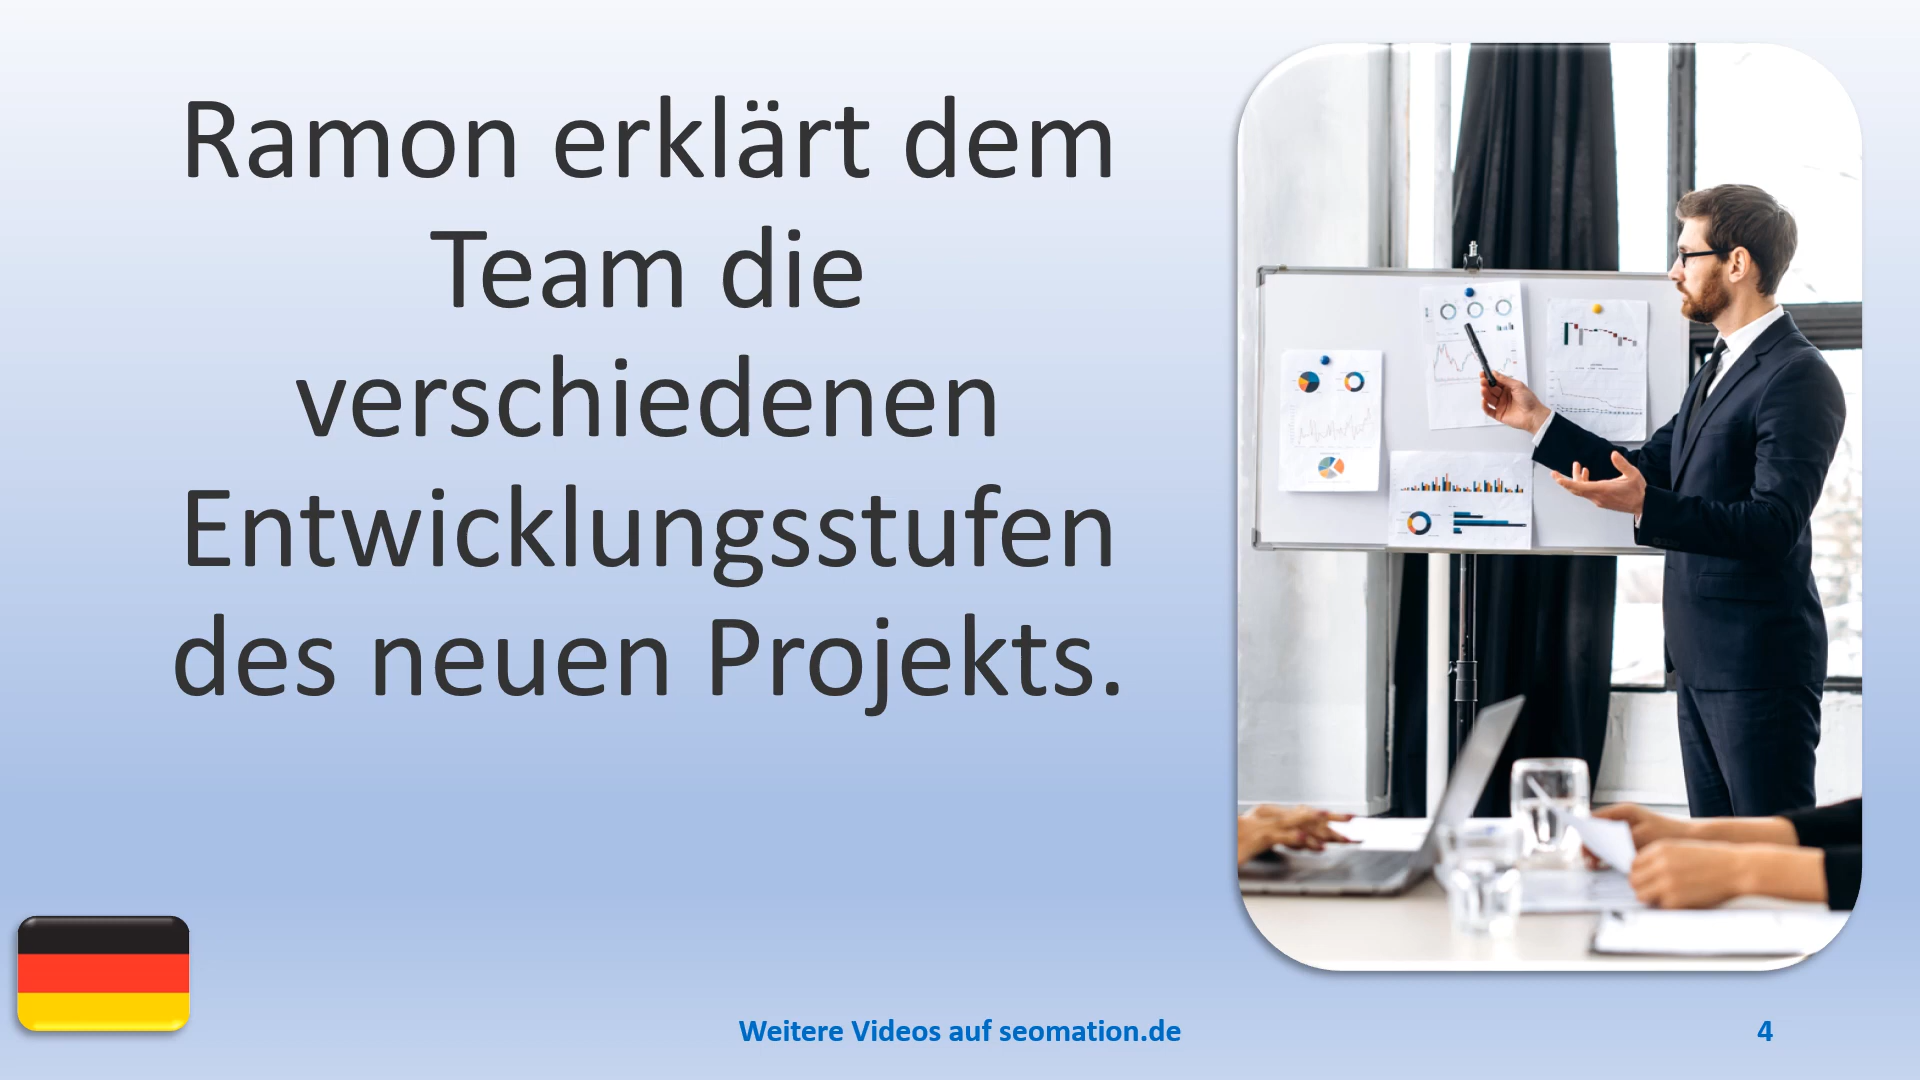 Ramon erklärt dem
Team die
verschiedenen
Entwicklungsstufen
des neuen Projekts.
Weitere Videos auf seomation.de
4